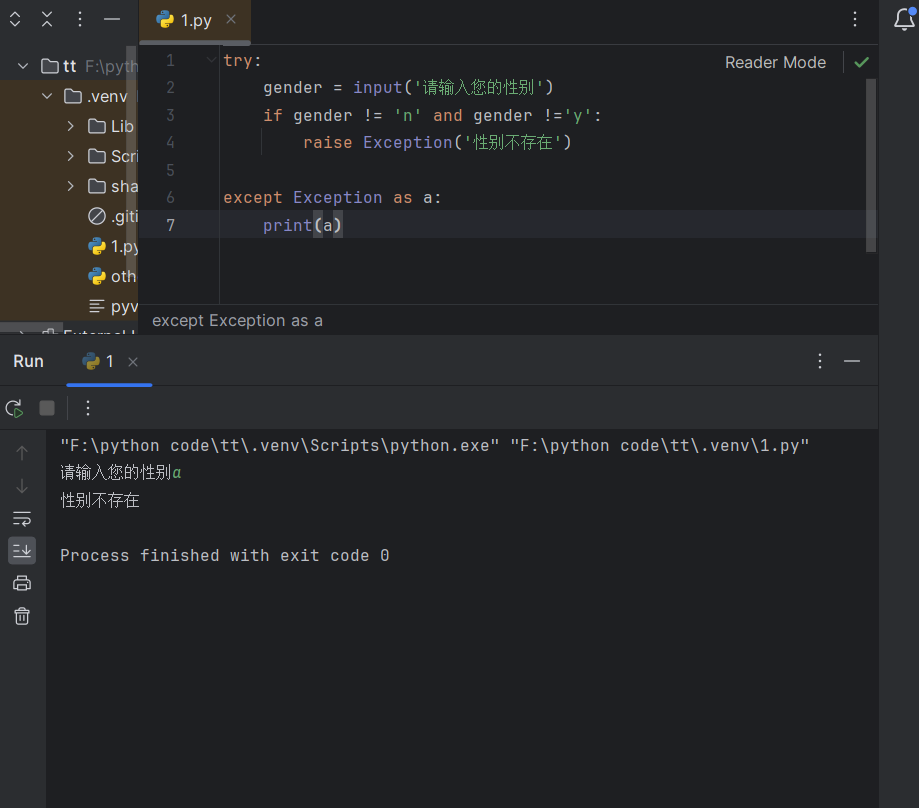 1.py
tt F:\pyth
.venv
Lib
Scri
sha
.giti
1.py
oth
pyv
Reader Mode
1 try:
2 gender = input('请输入您的性别')
3 if gender != 'n' and gender !='y':
4 raise Exception('性别不存在')
5
6 except Exception as a:
7 print(a)
except Exception as a
Run 1
"F:\python code\tt\.venv\Scripts\python.exe" "F:\python code\tt\.venv\1.py"
请输入您的性别a
性别不存在
Process finished with exit code 0